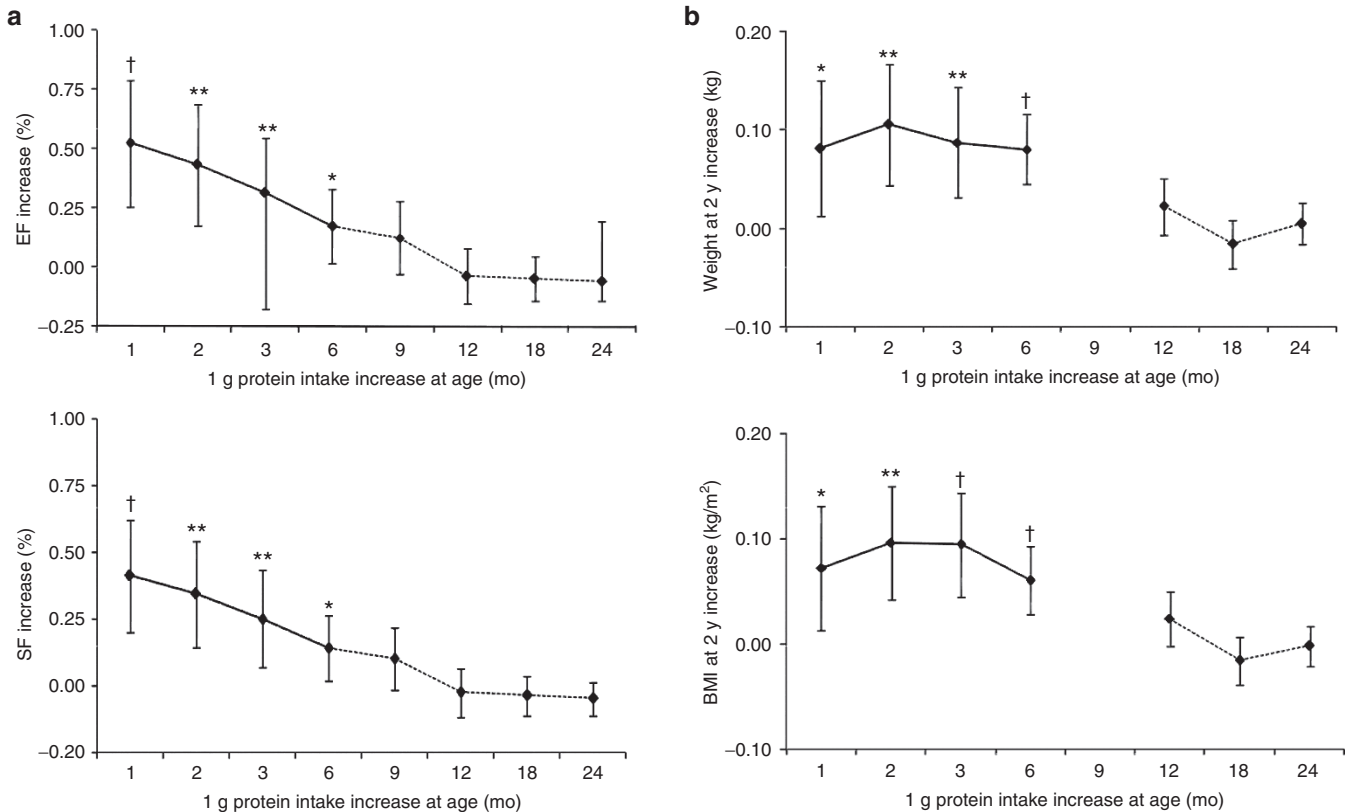 a
1.00
0.75
0.50
0.25
0.00
−0.25
EF increase (%)
†
**
**
*
1 2 3 6 9 12 18 24
1 g protein intake increase at age (mo)
1.00
0.75
0.50
0.25
0.00
−0.20
SF increase (%)
†
**
**
*
1 2 3 6 9 12 18 24
1 g protein intake increase at age (mo)
b
0.20
0.10
0.00
−0.10
Weight at 2 y increase (kg)
*
**
**
†
1 2 3 6 9 12 18 24
1 g protein intake increase at age (mo)
0.20
0.10
0.00
−0.10
BMI at 2 y increase (kg/m²)
*
**
†
†
1 2 3 6 9 12 18 24
1 g protein intake increase at age (mo)